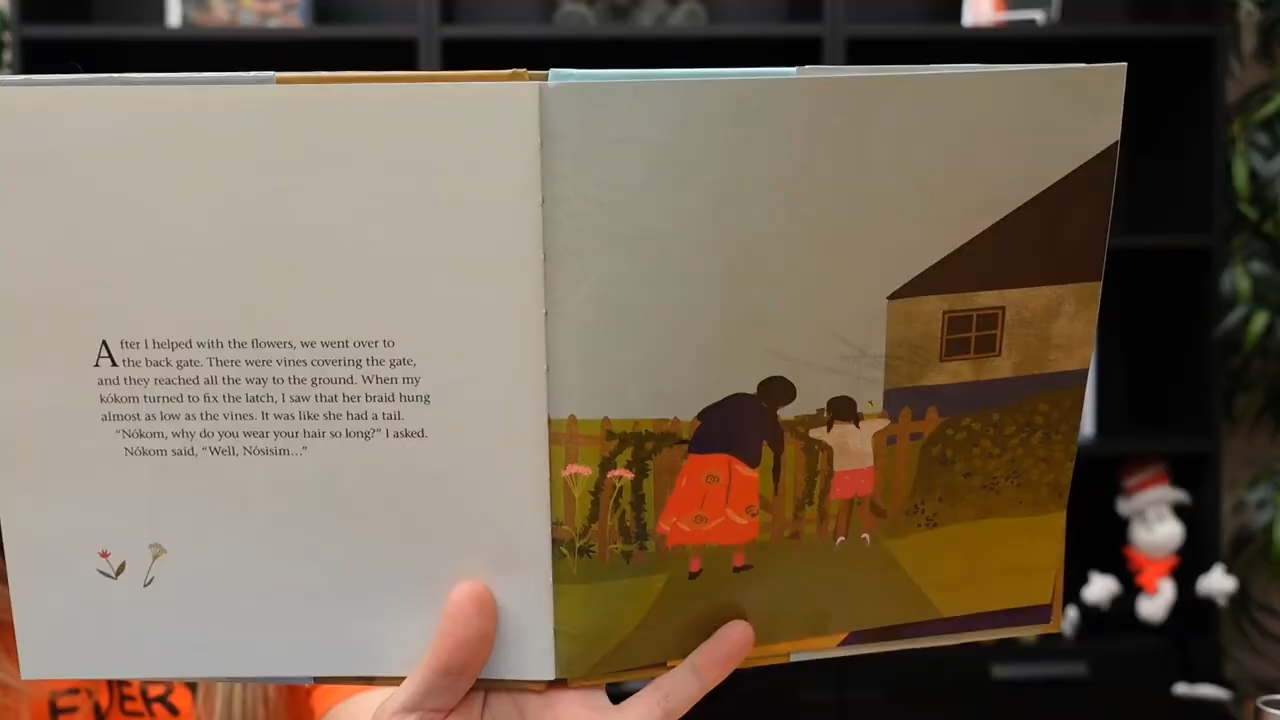 After I helped with the flowers, we went over to
the back gate. There were vines covering the gate,
and they reached all the way to the ground. When my
kókom turned to fix the latch, I saw that her braid hung
almost as low as the vines. It was like she had a tail.
"Nókom, why do you wear your hair so long?" I asked.
Nókom said, "Well, Nósisim…"
EVERY